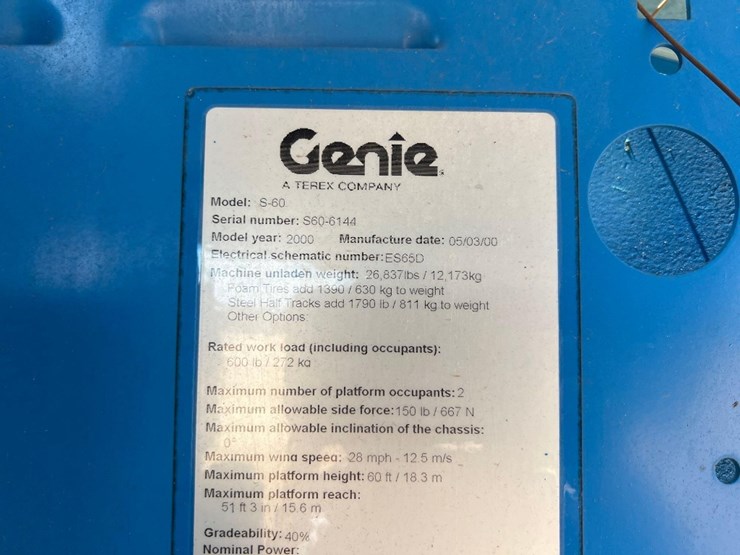 Genie
A TEREX COMPANY
Model: S-60
Serial number: S60-6144
Model year: 2000 Manufacture date: 05/03/00
Electrical schematic number: ES65D
Machine unladen weight: 26,837lbs / 12,173kg
Foam Tires add 1390 / 630 kg to weight
Steel Half Tracks add 1790 lb / 811 kg to weight
Other Options
Rated work load (including occupants):
600 lb / 272 kg
Maximum number of platform occupants: 2
Maximum allowable side force: 150 lb / 667 N
Maximum allowable inclination of the chassis:
0°
Maximum wind speed: 28 mph - 12.5 m/s
Maximum platform height: 60 ft / 18.3 m
Maximum platform reach:
51 ft 3 in / 15.6 m
Gradeability: 40%
Nominal Power: